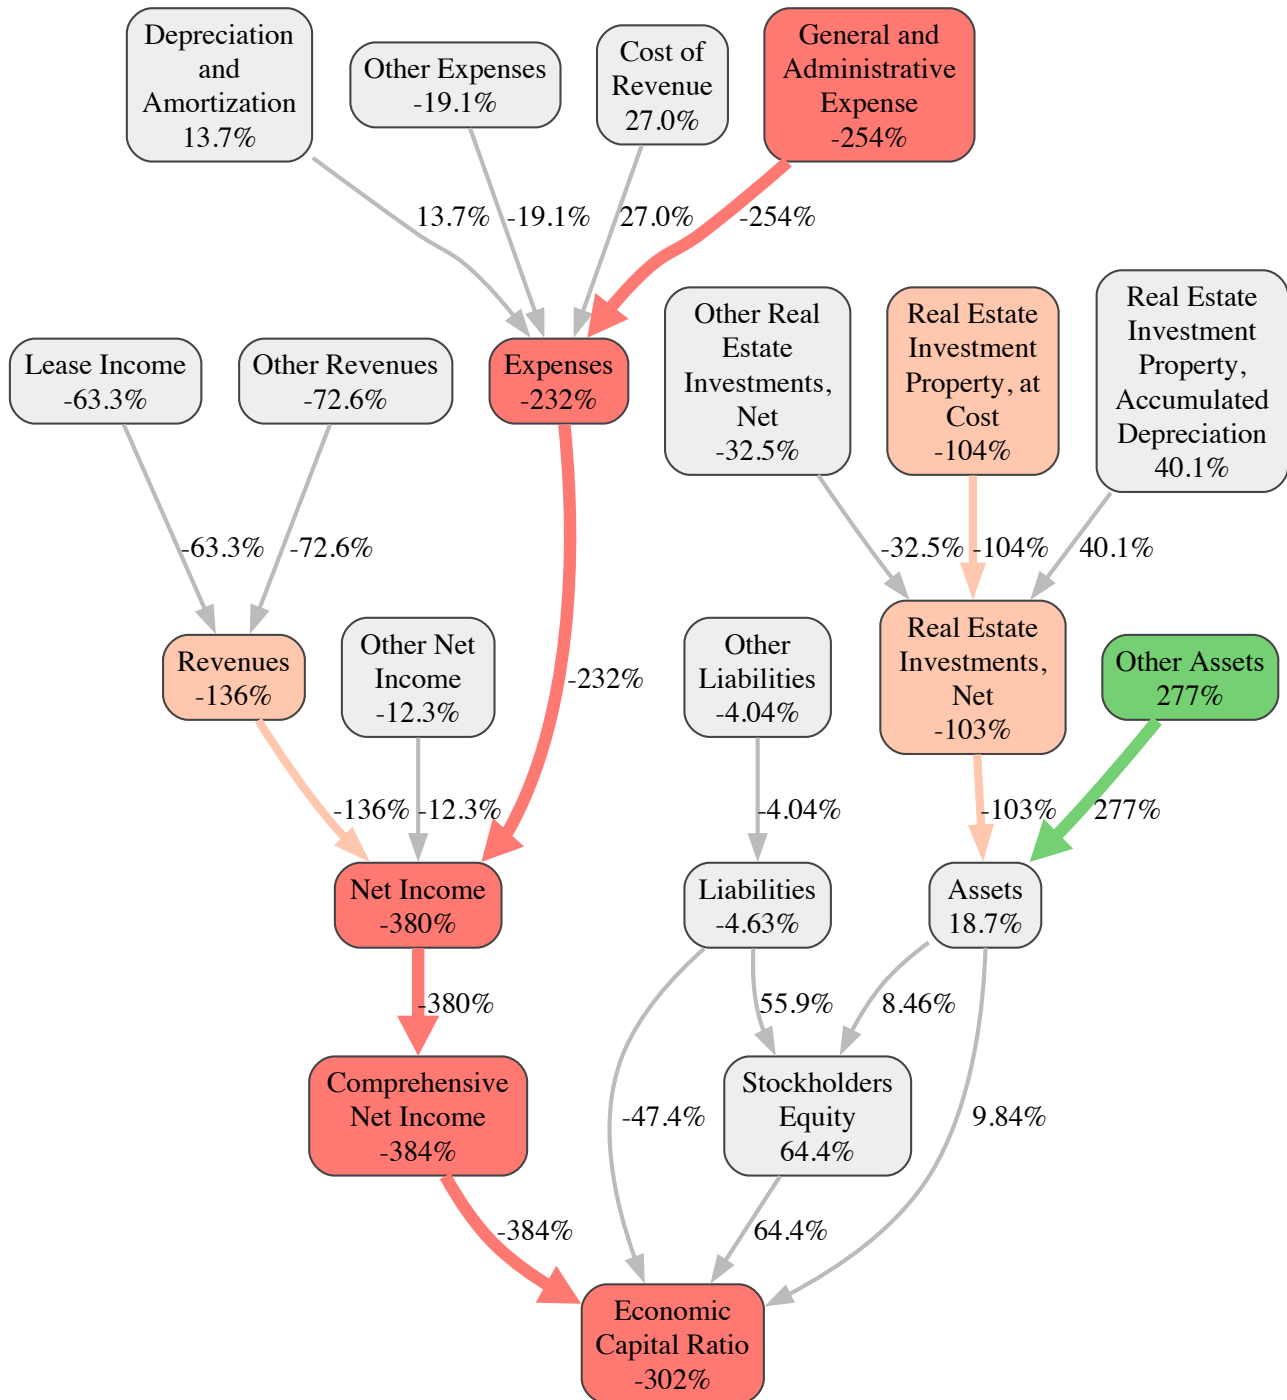 Depreciation
and
Amortization
13.7%
Other Expenses
-19.1%
Cost of
Revenue
27.0%
General and
Administrative
Expense
-254%
13.7%
-19.1%
27.0%
-254%
Lease Income
-63.3%
Other Revenues
-72.6%
Expenses
-232%
Other Real
Estate
Investments,
Net
-32.5%
Real Estate
Investment
Property, at
Cost
-104%
Real Estate
Investment
Property,
Accumulated
Depreciation
40.1%
-63.3%
-72.6%
-32.5%
-104%
40.1%
Revenues
-136%
Other Net
Income
-12.3%
-232%
Other
Liabilities
-4.04%
Real Estate
Investments,
Net
-103%
Other Assets
277%
-136%
-12.3%
-4.04%
-103%
277%
Net Income
-380%
Liabilities
-4.63%
Assets
18.7%
-380%
55.9%
8.46%
Comprehensive
Net Income
-384%
-47.4%
Stockholders
Equity
64.4%
9.84%
-384%
64.4%
Economic
Capital Ratio
-302%